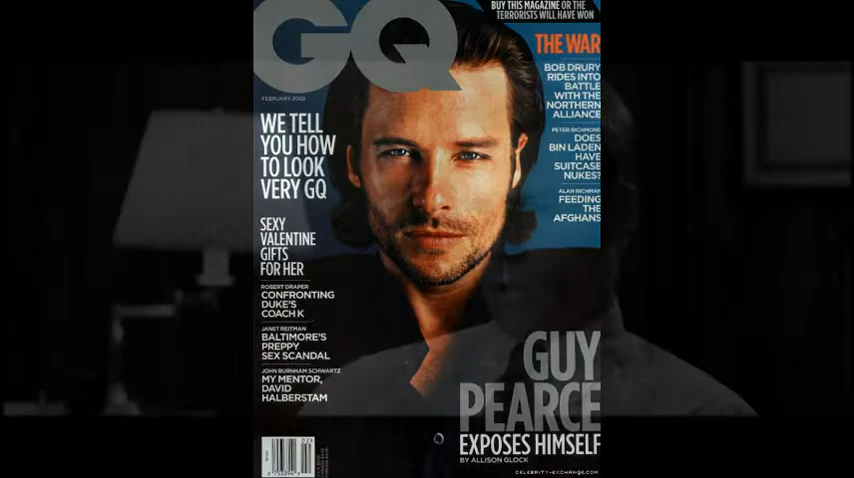 BUY THIS MAGAZINE OR THE
TERRORISTS WILL HAVE WON
GQ
FEBRUARY 2002
THE WAR
BOB DRURY
RIDES INTO
BATTLE
WITH THE
NORTHERN
ALLIANCE
PETER RICHMOND
DOES
BIN LADEN
HAVE
SUITCASE
NUKES?
ALAN RICHMAN
FEEDING
THE
AFGHANS
WE TELL
YOU HOW
TO LOOK
VERY GQ
SEXY
VALENTINE
GIFTS
FOR HER
ROBERT DRAPER
CONFRONTING
DUKE'S
COACH K
JANET REITMAN
BALTIMORE'S
PREPPY
SEX SCANDAL
JOHN BURNHAM SCHWARTZ
MY MENTOR,
DAVID
HALBERSTAM
GUY
PEARCE
EXPOSES HIMSELF
BY ALLISON GLOCK
CELEBRITY-EXCHANGE.COM